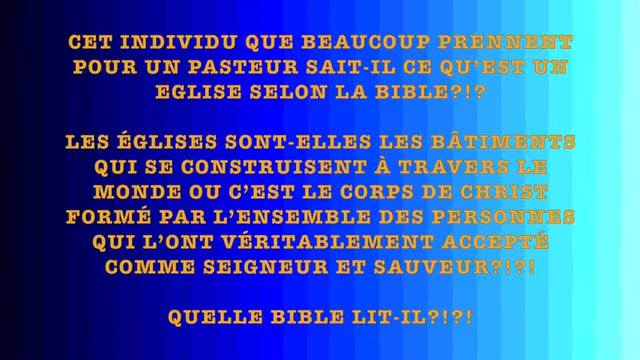 CET INDIVIDU QUE BEAUCOUP PRENNENT
POUR UN PASTEUR SAIT-IL CE QU'EST UN
EGLISE SELON LA BIBLE?!?
LES ÉGLISES SONT-ELLES LES BÂTIMENTS
QUI SE CONSTRUISENT À TRAVERS LE
MONDE OU C'EST LE CORPS DE CHRIST
FORMÉ PAR L'ENSEMBLE DES PERSONNES
QUI L'ONT VÉRITABLEMENT ACCEPTÉ
COMME SEIGNEUR ET SAUVEUR?!?!
QUELLE BIBLE LIT-IL?!?!